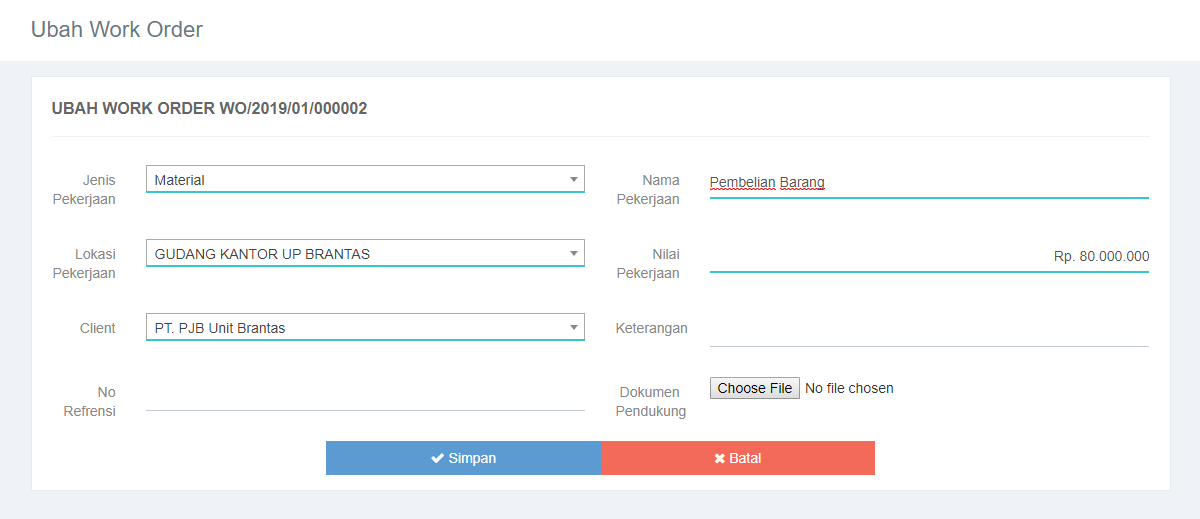 Ubah Work Order
UBAH WORK ORDER WO/2019/01/000002
Jenis Pekerjaan
Material
Nama Pekerjaan
Pembelian Barang
Lokasi Pekerjaan
GUDANG KANTOR UP BRANTAS
Nilai Pekerjaan
Rp. 80.000.000
Client
PT. PJB Unit Brantas
Keterangan
No Refrensi
Dokumen Pendukung
Choose File No file chosen
Simpan
Batal